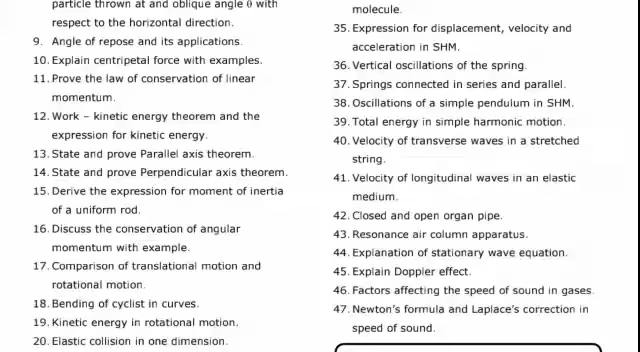 particle thrown at and oblique angle θ with
respect to the horizontal direction.
9. Angle of repose and its applications.
10. Explain centripetal force with examples.
11. Prove the law of conservation of linear
momentum.
12. Work – kinetic energy theorem and the
expression for kinetic energy.
13. State and prove Parallel axis theorem.
14. State and prove Perpendicular axis theorem.
15. Derive the expression for moment of inertia
of a uniform rod.
16. Discuss the conservation of angular
momentum with example.
17. Comparison of translational motion and
rotational motion.
18. Bending of cyclist in curves.
19. Kinetic energy in rotational motion.
20. Elastic collision in one dimension.
molecule.
35. Expression for displacement, velocity and
acceleration in SHM.
36. Vertical oscillations of the spring.
37. Springs connected in series and parallel.
38. Oscillations of a simple pendulum in SHM.
39. Total energy in simple harmonic motion.
40. Velocity of transverse waves in a stretched
string.
41. Velocity of longitudinal waves in an elastic
medium.
42. Closed and open organ pipe.
43. Resonance air column apparatus.
44. Explanation of stationary wave equation.
45. Explain Doppler effect.
46. Factors affecting the speed of sound in gases.
47. Newton's formula and Laplace's correction in
speed of sound.